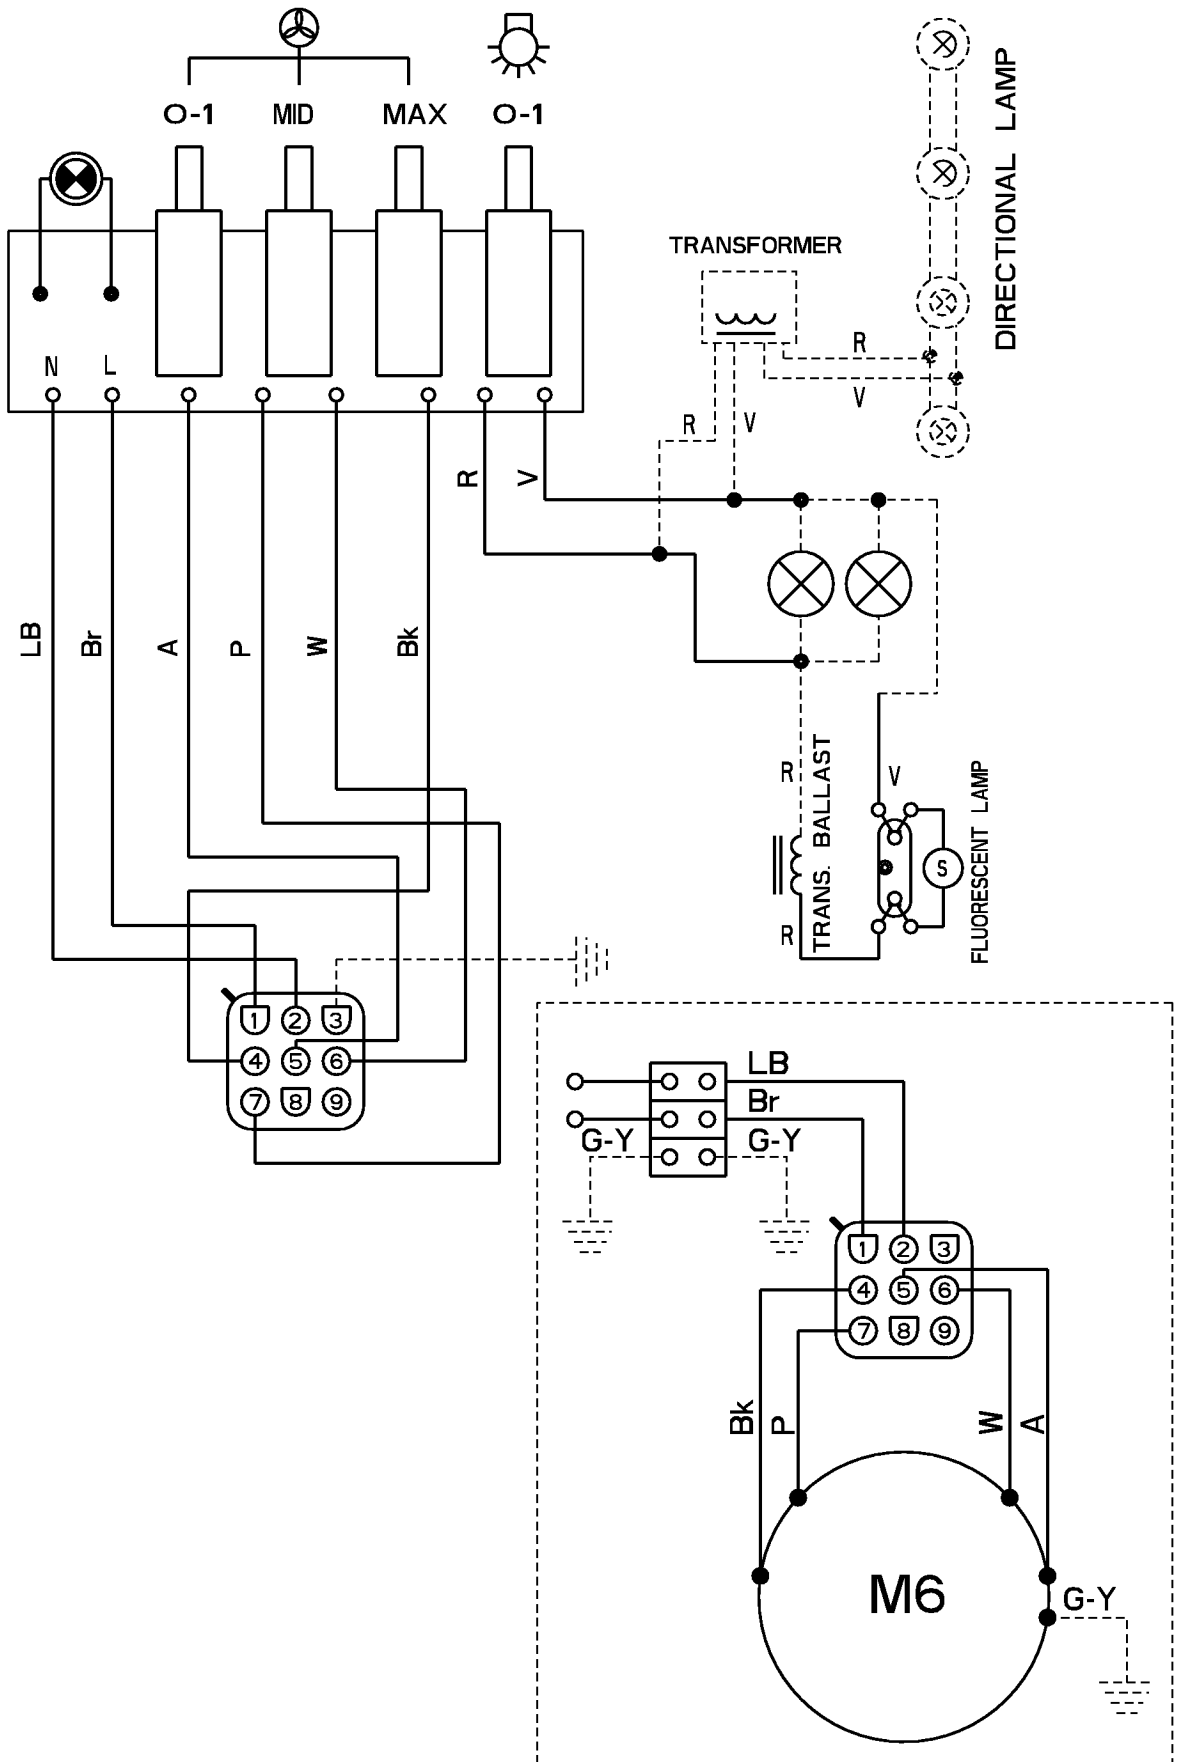 O-1 MID MAX O-1
DIRECTIONAL LAMP
TRANSFORMER
N L
R
V
R V
R V
LB Br A P W Bk
R
TRANS. BALLAST
V
S
FLUORESCENT LAMP
R
1 2 3
4 5 6
7 8 9
LB
Br
G-Y G-Y
1 2 3
4 5 6
7 8 9
Bk P W A
M6
G-Y